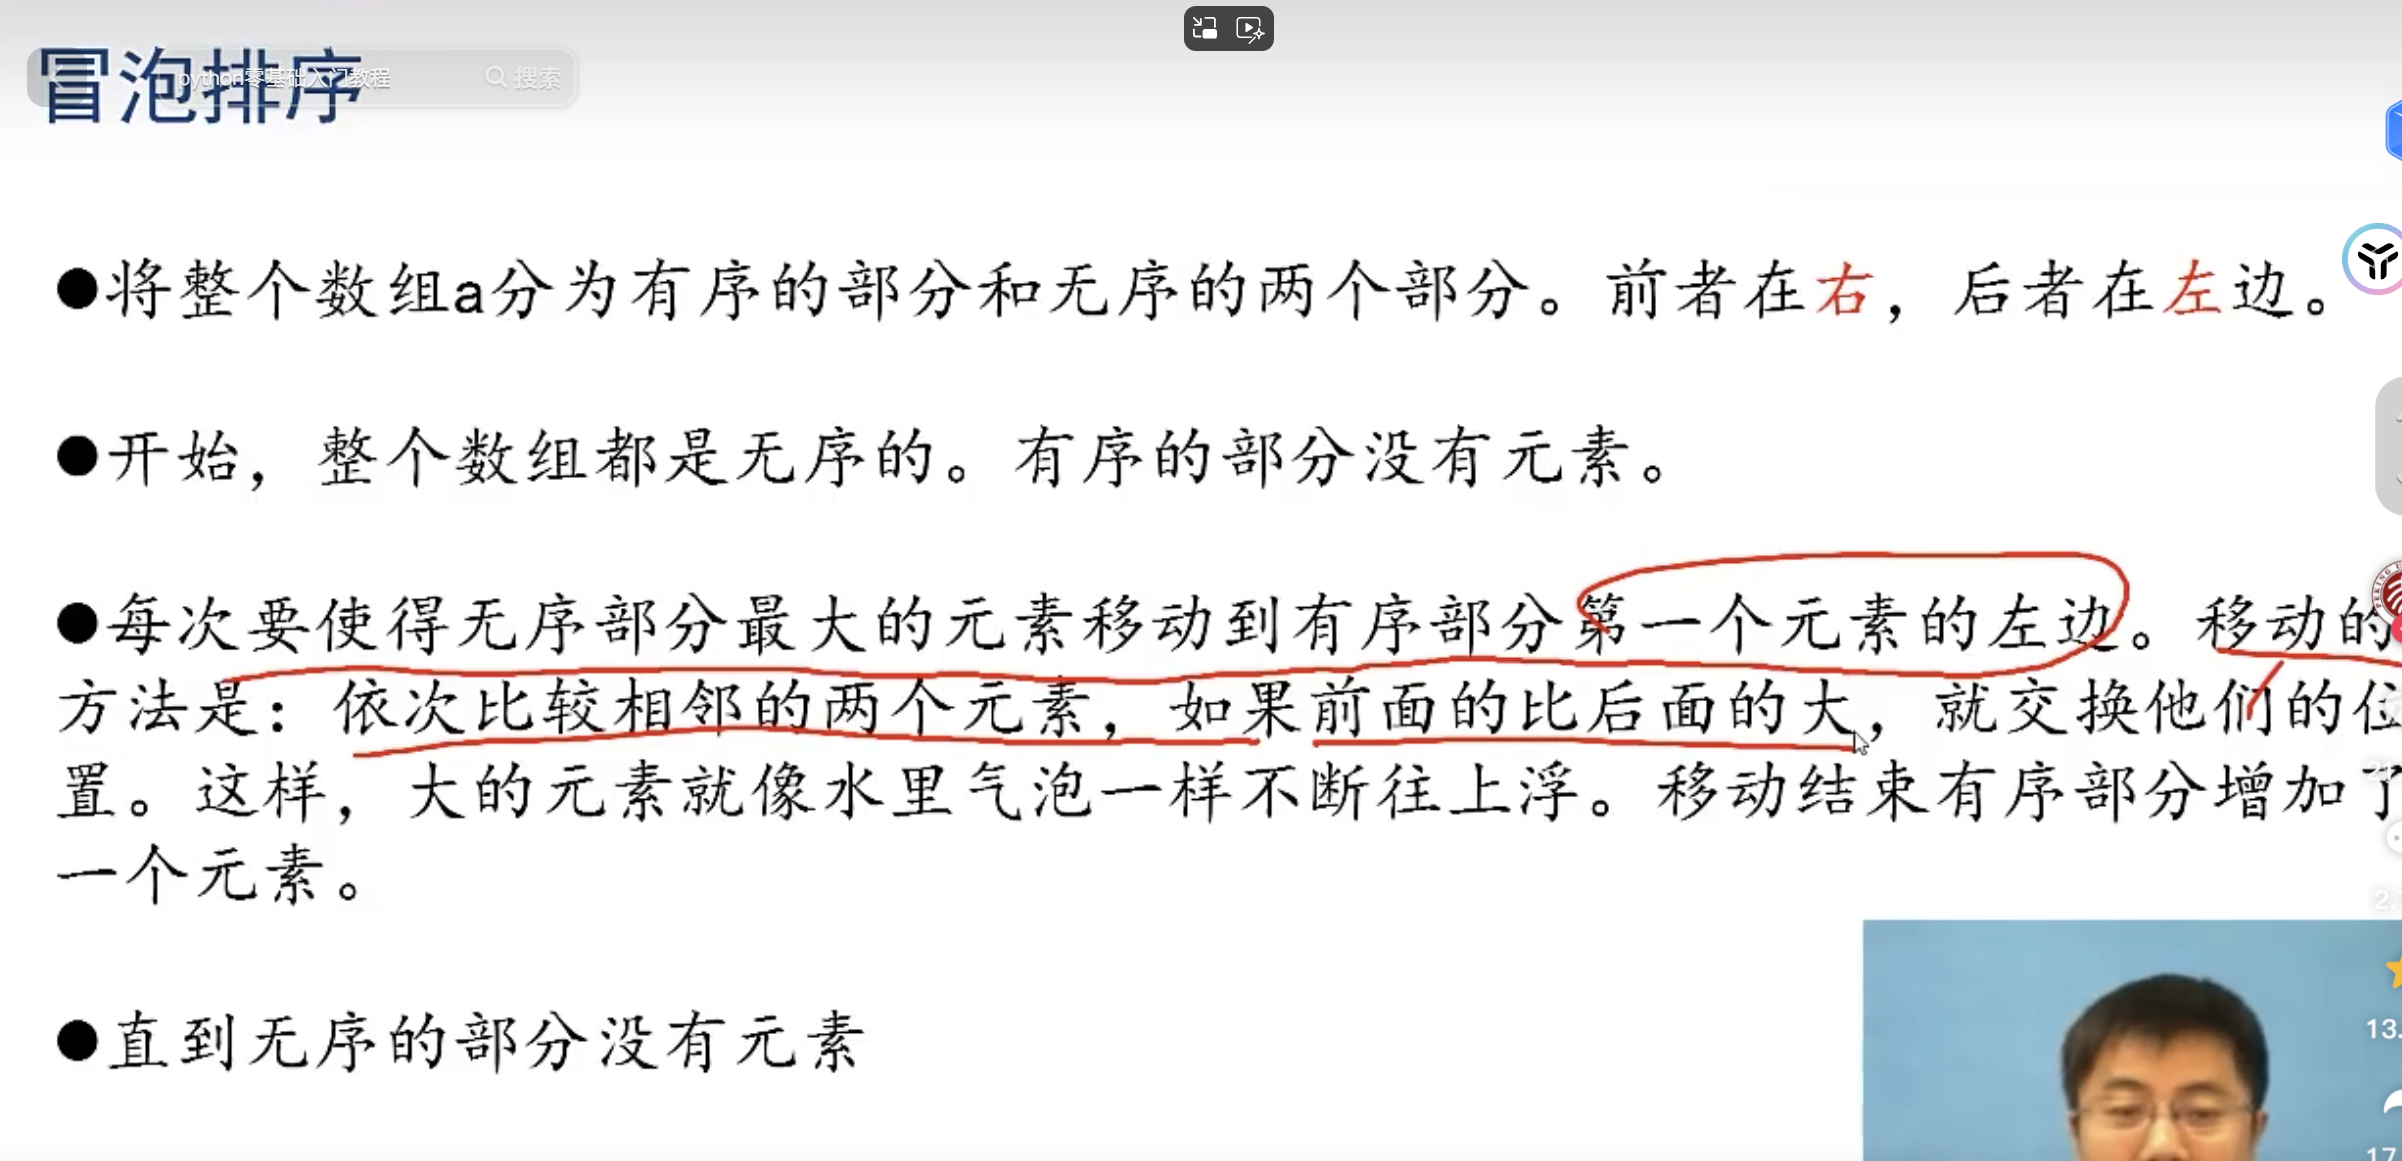 冒泡排序
python零基础入门教程
搜索
●将整个数组a分为有序的部分和无序的两个部分。前者在右，后者在左边。
●开始，整个数组都是无序的。有序的部分没有元素。
●每次要使得无序部分最大的元素移动到有序部分第一个元素的左边。移动的
方法是：依次比较相邻的两个元素，如果前面的比后面的大，就交换他们的位
置。这样，大的元素就像水里气泡一样不断往上浮。移动结束有序部分增加了
一个元素。
●直到无序的部分没有元素